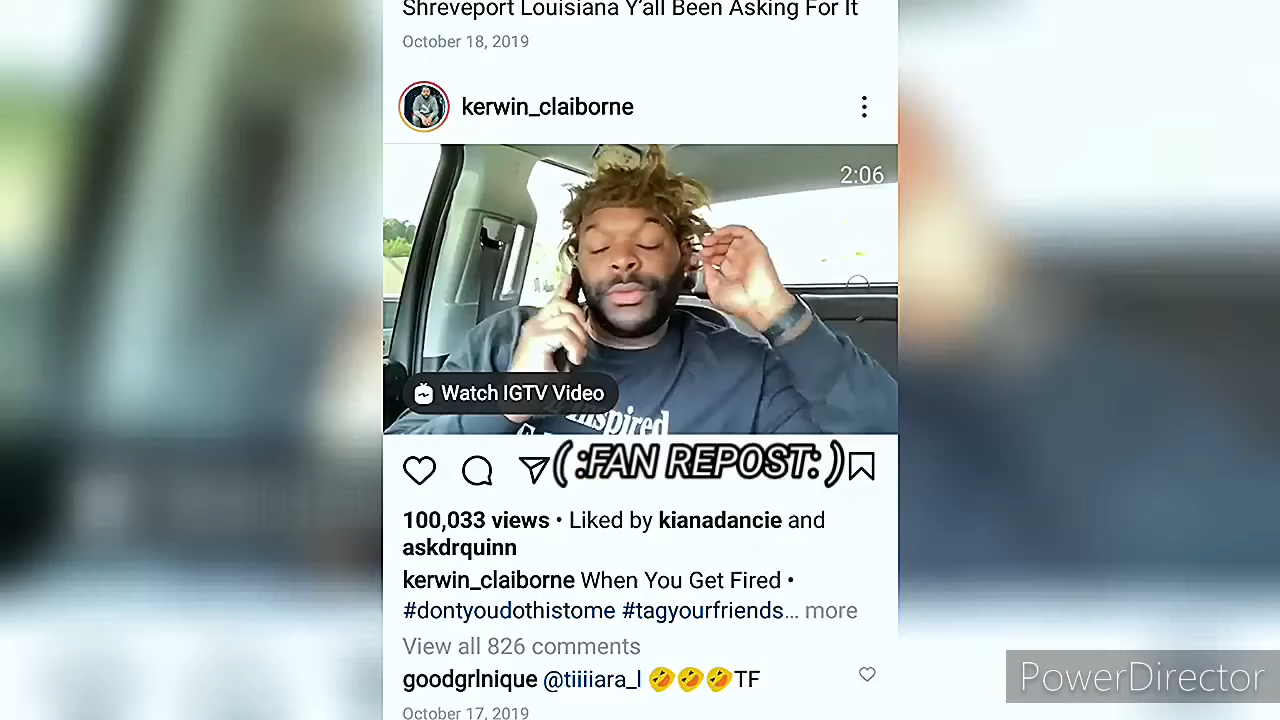 Shreveport Louisiana Y'all Been Asking For It
October 18, 2019
kerwin_claiborne
2:06
Inspired
Watch IGTV Video
( :FAN REPOST: )
100,033 views • Liked by kianadancie and
askdrquinn
kerwin_claiborne When You Get Fired •
#dontyoudothistome #tagyourfriends... more
View all 826 comments
goodgrlnique @tiiiiara_l 🤣🤣🤣TF
October 17, 2019
PowerDirector